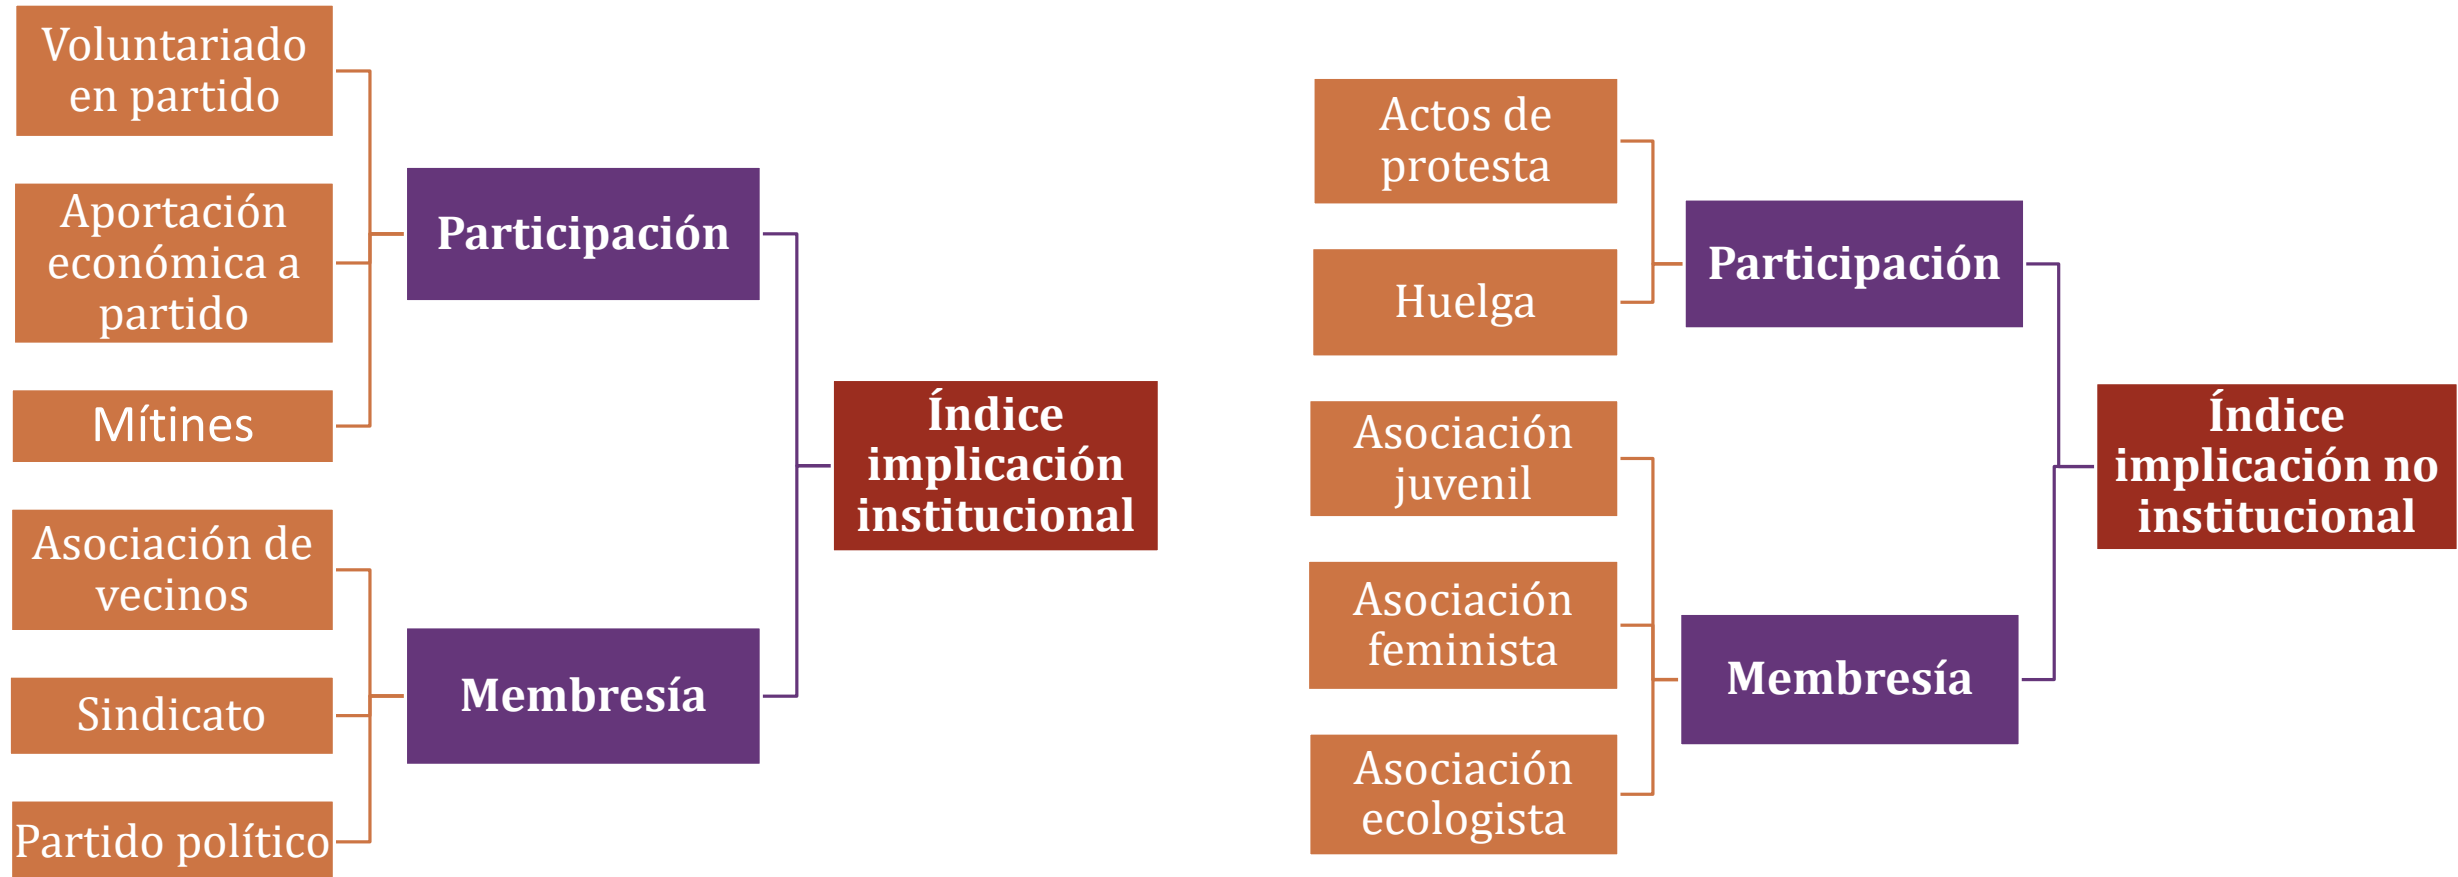 Voluntariado
en partido
Aportación
económica a
partido
Mítines
Participación
Asociación de
vecinos
Sindicato
Partido político
Membresía
Índice
implicación
institucional
Actos de
protesta
Huelga
Participación
Asociación
juvenil
Asociación
feminista
Asociación
ecologista
Membresía
Índice
implicación no
institucional